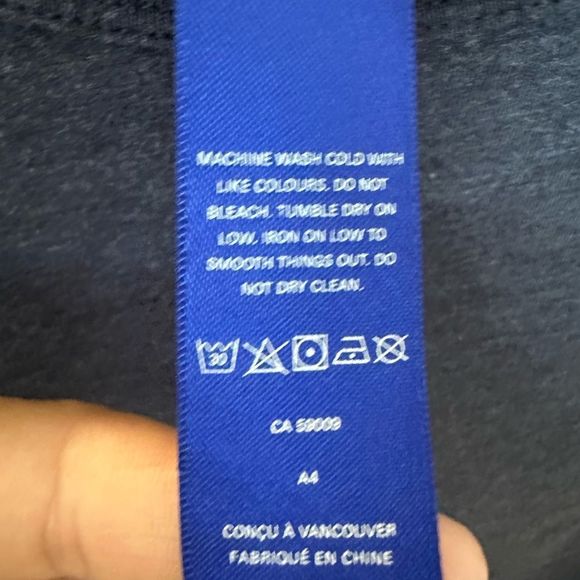 MACHINE WASH COLD WITH
LIKE COLOURS. DO NOT
BLEACH. TUMBLE DRY ON
LOW. IRON ON LOW TO
SMOOTH THINGS OUT. DO
NOT DRY CLEAN.
30
CA 59009
A4
CONÇU À VANCOUVER
FABRIQUÉ EN CHINE